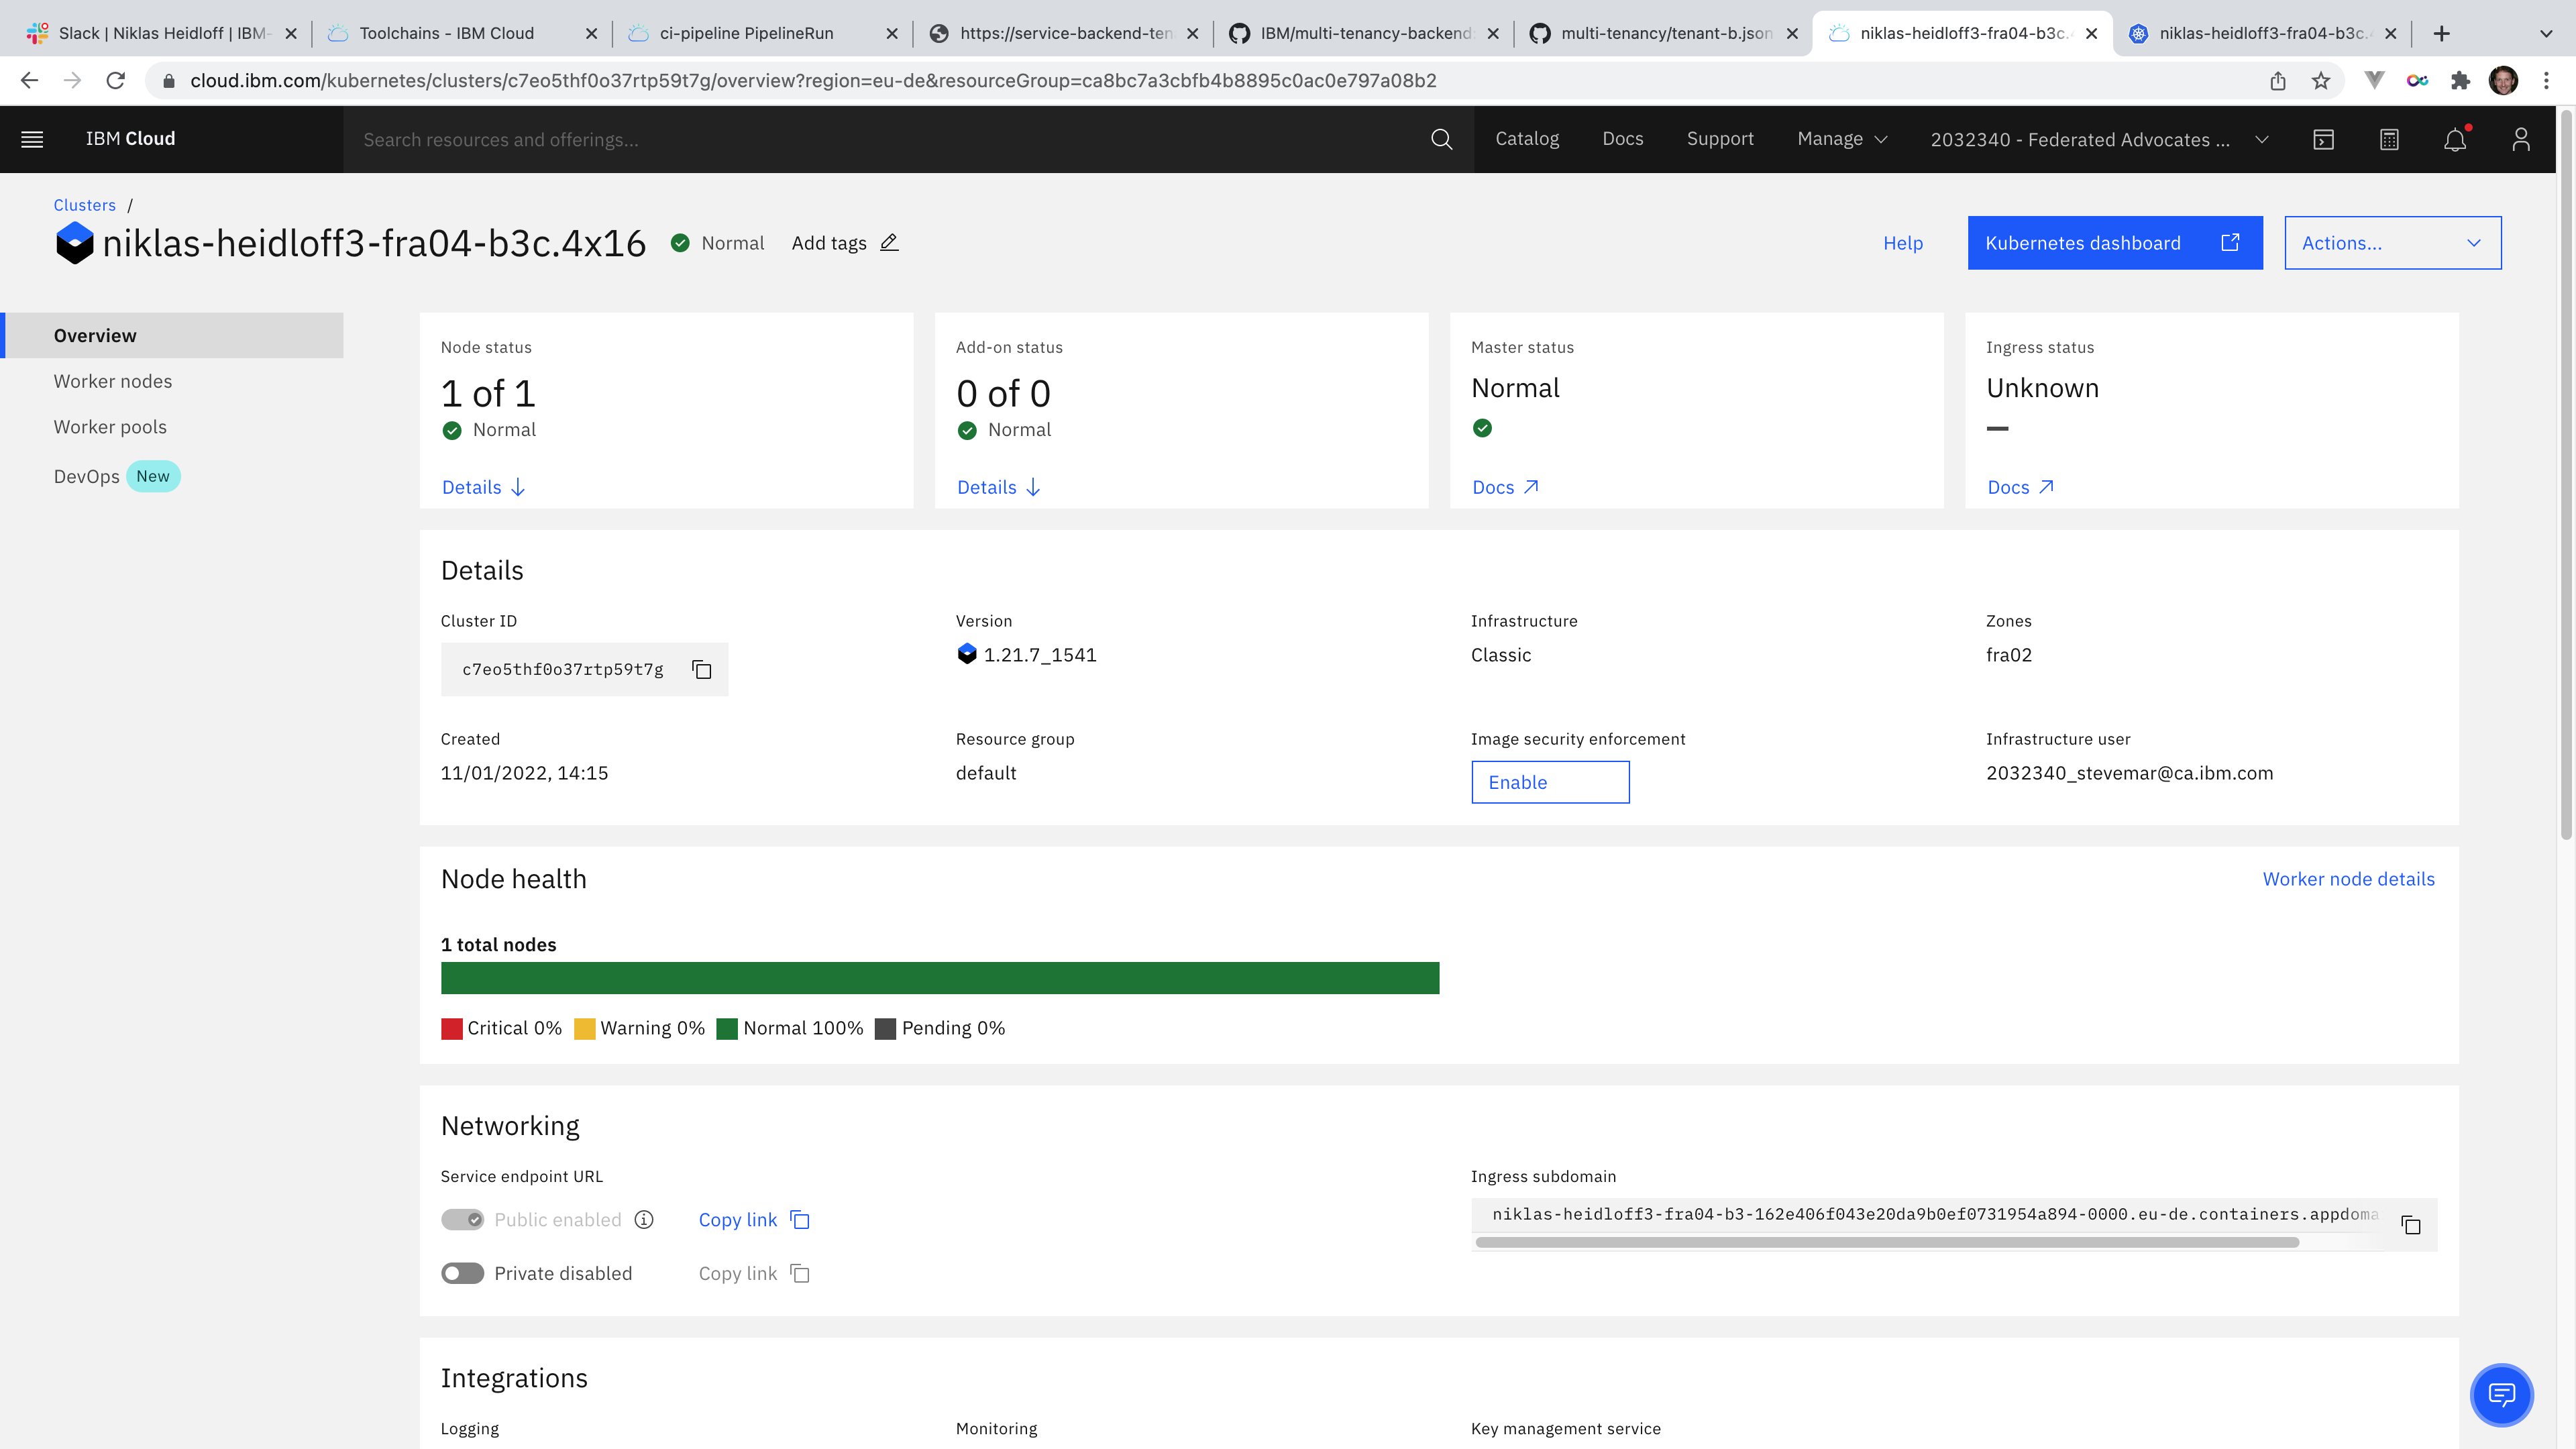 Slack | Niklas Heidloff | IBM-
Toolchains - IBM Cloud
ci-pipeline PipelineRun
https://service-backend-ten
IBM/multi-tenancy-backend
multi-tenancy/tenant-b.json
niklas-heidloff3-fra04-b3c.
niklas-heidloff3-fra04-b3c.
cloud.ibm.com/kubernetes/clusters/c7eo5thf0o37rtp59t7g/overview?region=eu-de&resourceGroup=ca8bc7a3cbfb4b8895c0ac0e797a08b2
IBM Cloud
Search resources and offerings...
Catalog
Docs
Support
Manage
2032340 - Federated Advocates ...
Clusters /
niklas-heidloff3-fra04-b3c.4x16
Normal
Add tags
Help
Kubernetes dashboard
Actions...
Overview
Worker nodes
Worker pools
DevOps New
Node status
1 of 1
Normal
Details
Add-on status
0 of 0
Normal
Details
Master status
Normal
Docs
Ingress status
Unknown
Docs
Details
Cluster ID
c7eo5thf0o37rtp59t7g
Version
1.21.7_1541
Infrastructure
Classic
Zones
fra02
Created
11/01/2022, 14:15
Resource group
default
Image security enforcement
Enable
Infrastructure user
2032340_stevemar@ca.ibm.com
Node health
Worker node details
1 total nodes
Critical 0% Warning 0% Normal 100% Pending 0%
Networking
Service endpoint URL
Public enabled
Copy link
Private disabled
Copy link
Ingress subdomain
niklas-heidloff3-fra04-b3-162e406f043e20da9b0ef0731954a894-0000.eu-de.containers.appdoma
Integrations
Logging
Monitoring
Key management service